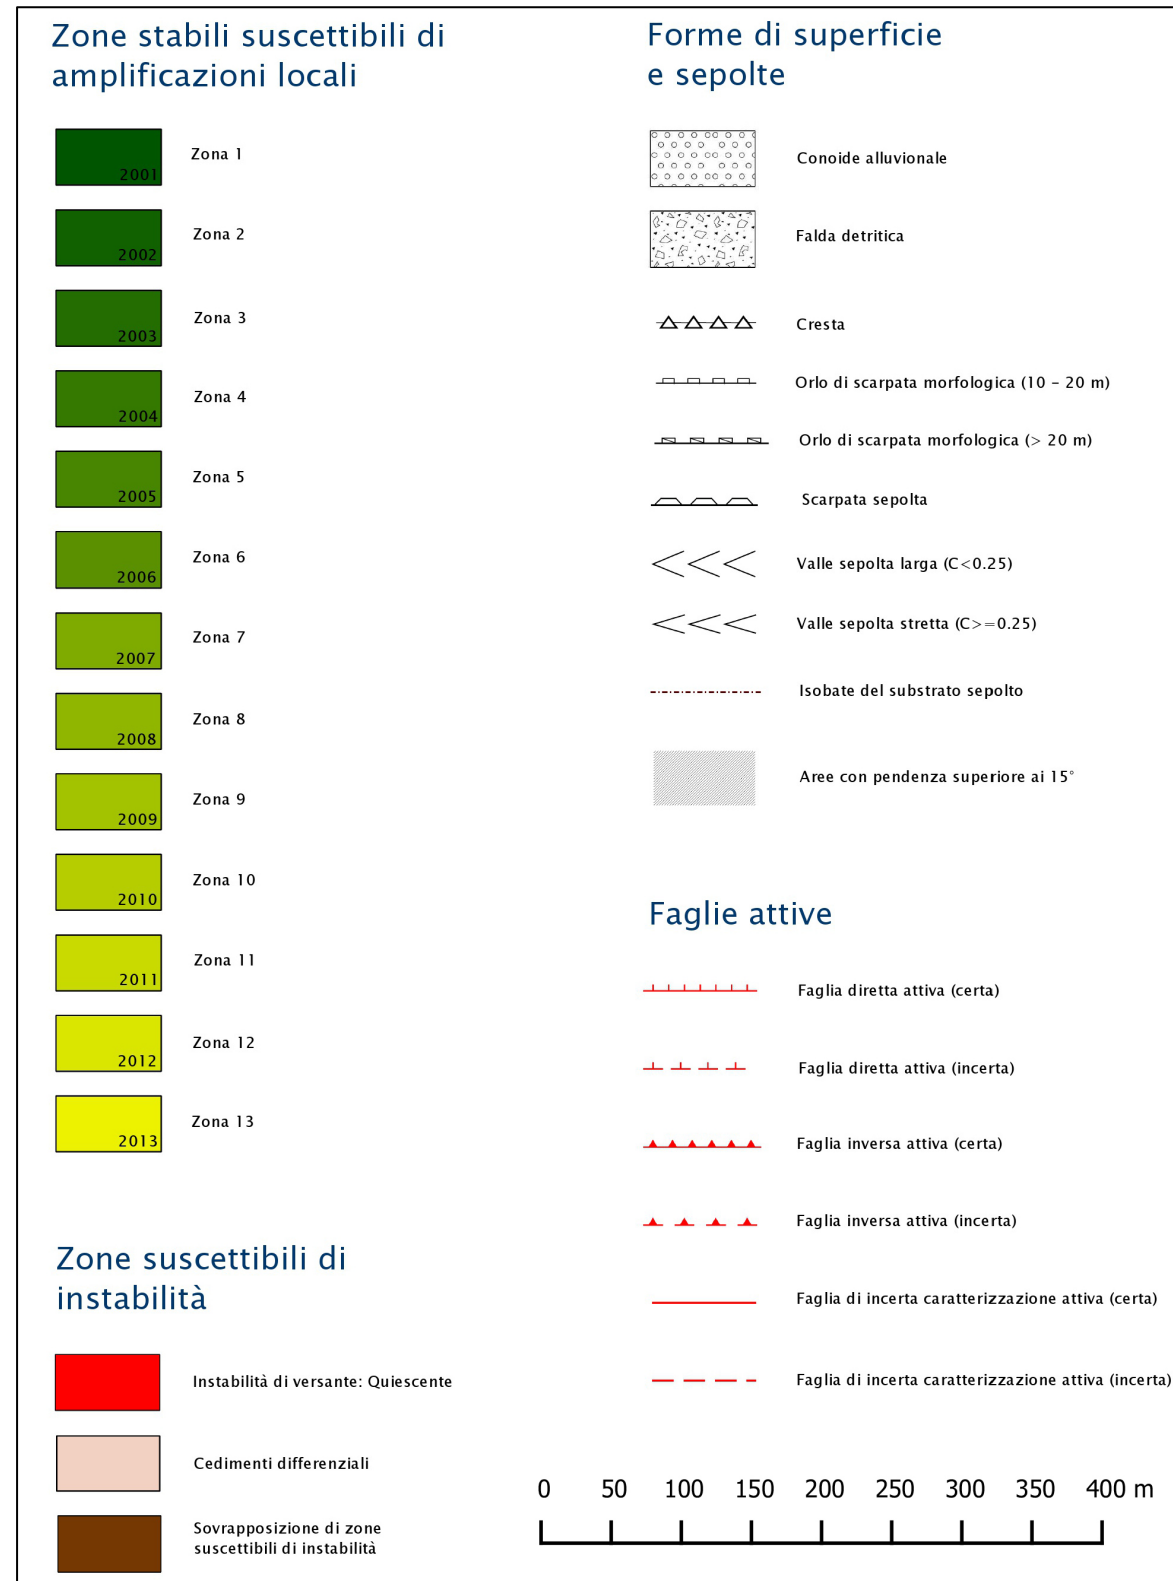 Zone stabili suscettibili di
amplificazioni locali
2001
Zona 1
2002
Zona 2
2003
Zona 3
2004
Zona 4
2005
Zona 5
2006
Zona 6
2007
Zona 7
2008
Zona 8
2009
Zona 9
2010
Zona 10
2011
Zona 11
2012
Zona 12
2013
Zona 13
Zone suscettibili di
instabilità
Instabilità di versante: Quiescente
Cedimenti differenziali
Sovrapposizione di zone
suscettibili di instabilità
Forme di superficie
e sepolte
Conoide alluvionale
Falda detritica
Cresta
Orlo di scarpata morfologica (10 - 20 m)
Orlo di scarpata morfologica (> 20 m)
Scarpata sepolta
Valle sepolta larga (C<0.25)
Valle sepolta stretta (C>=0.25)
Isobate del substrato sepolto
Aree con pendenza superiore ai 15°
Faglie attive
Faglia diretta attiva (certa)
Faglia diretta attiva (incerta)
Faglia inversa attiva (certa)
Faglia inversa attiva (incerta)
Faglia di incerta caratterizzazione attiva (certa)
Faglia di incerta caratterizzazione attiva (incerta)
0 50 100 150 200 250 300 350 400 m